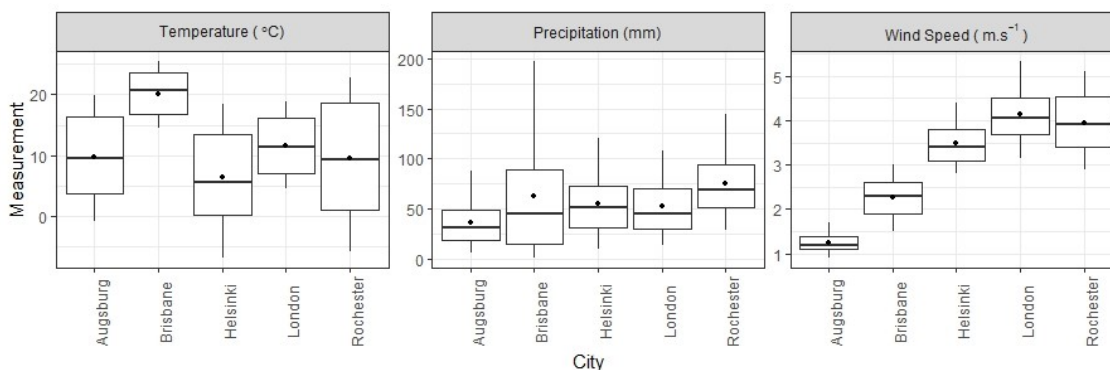 Temperature ( °C)
Precipitation (mm)
Wind Speed ( m.s⁻¹ )
Measurement
20
10
0
200
150
100
50
0
5
4
3
2
1
Augsburg
Brisbane
Helsinki
London
Rochester
Augsburg
Brisbane
Helsinki
London
Rochester
Augsburg
Brisbane
Helsinki
London
Rochester
City